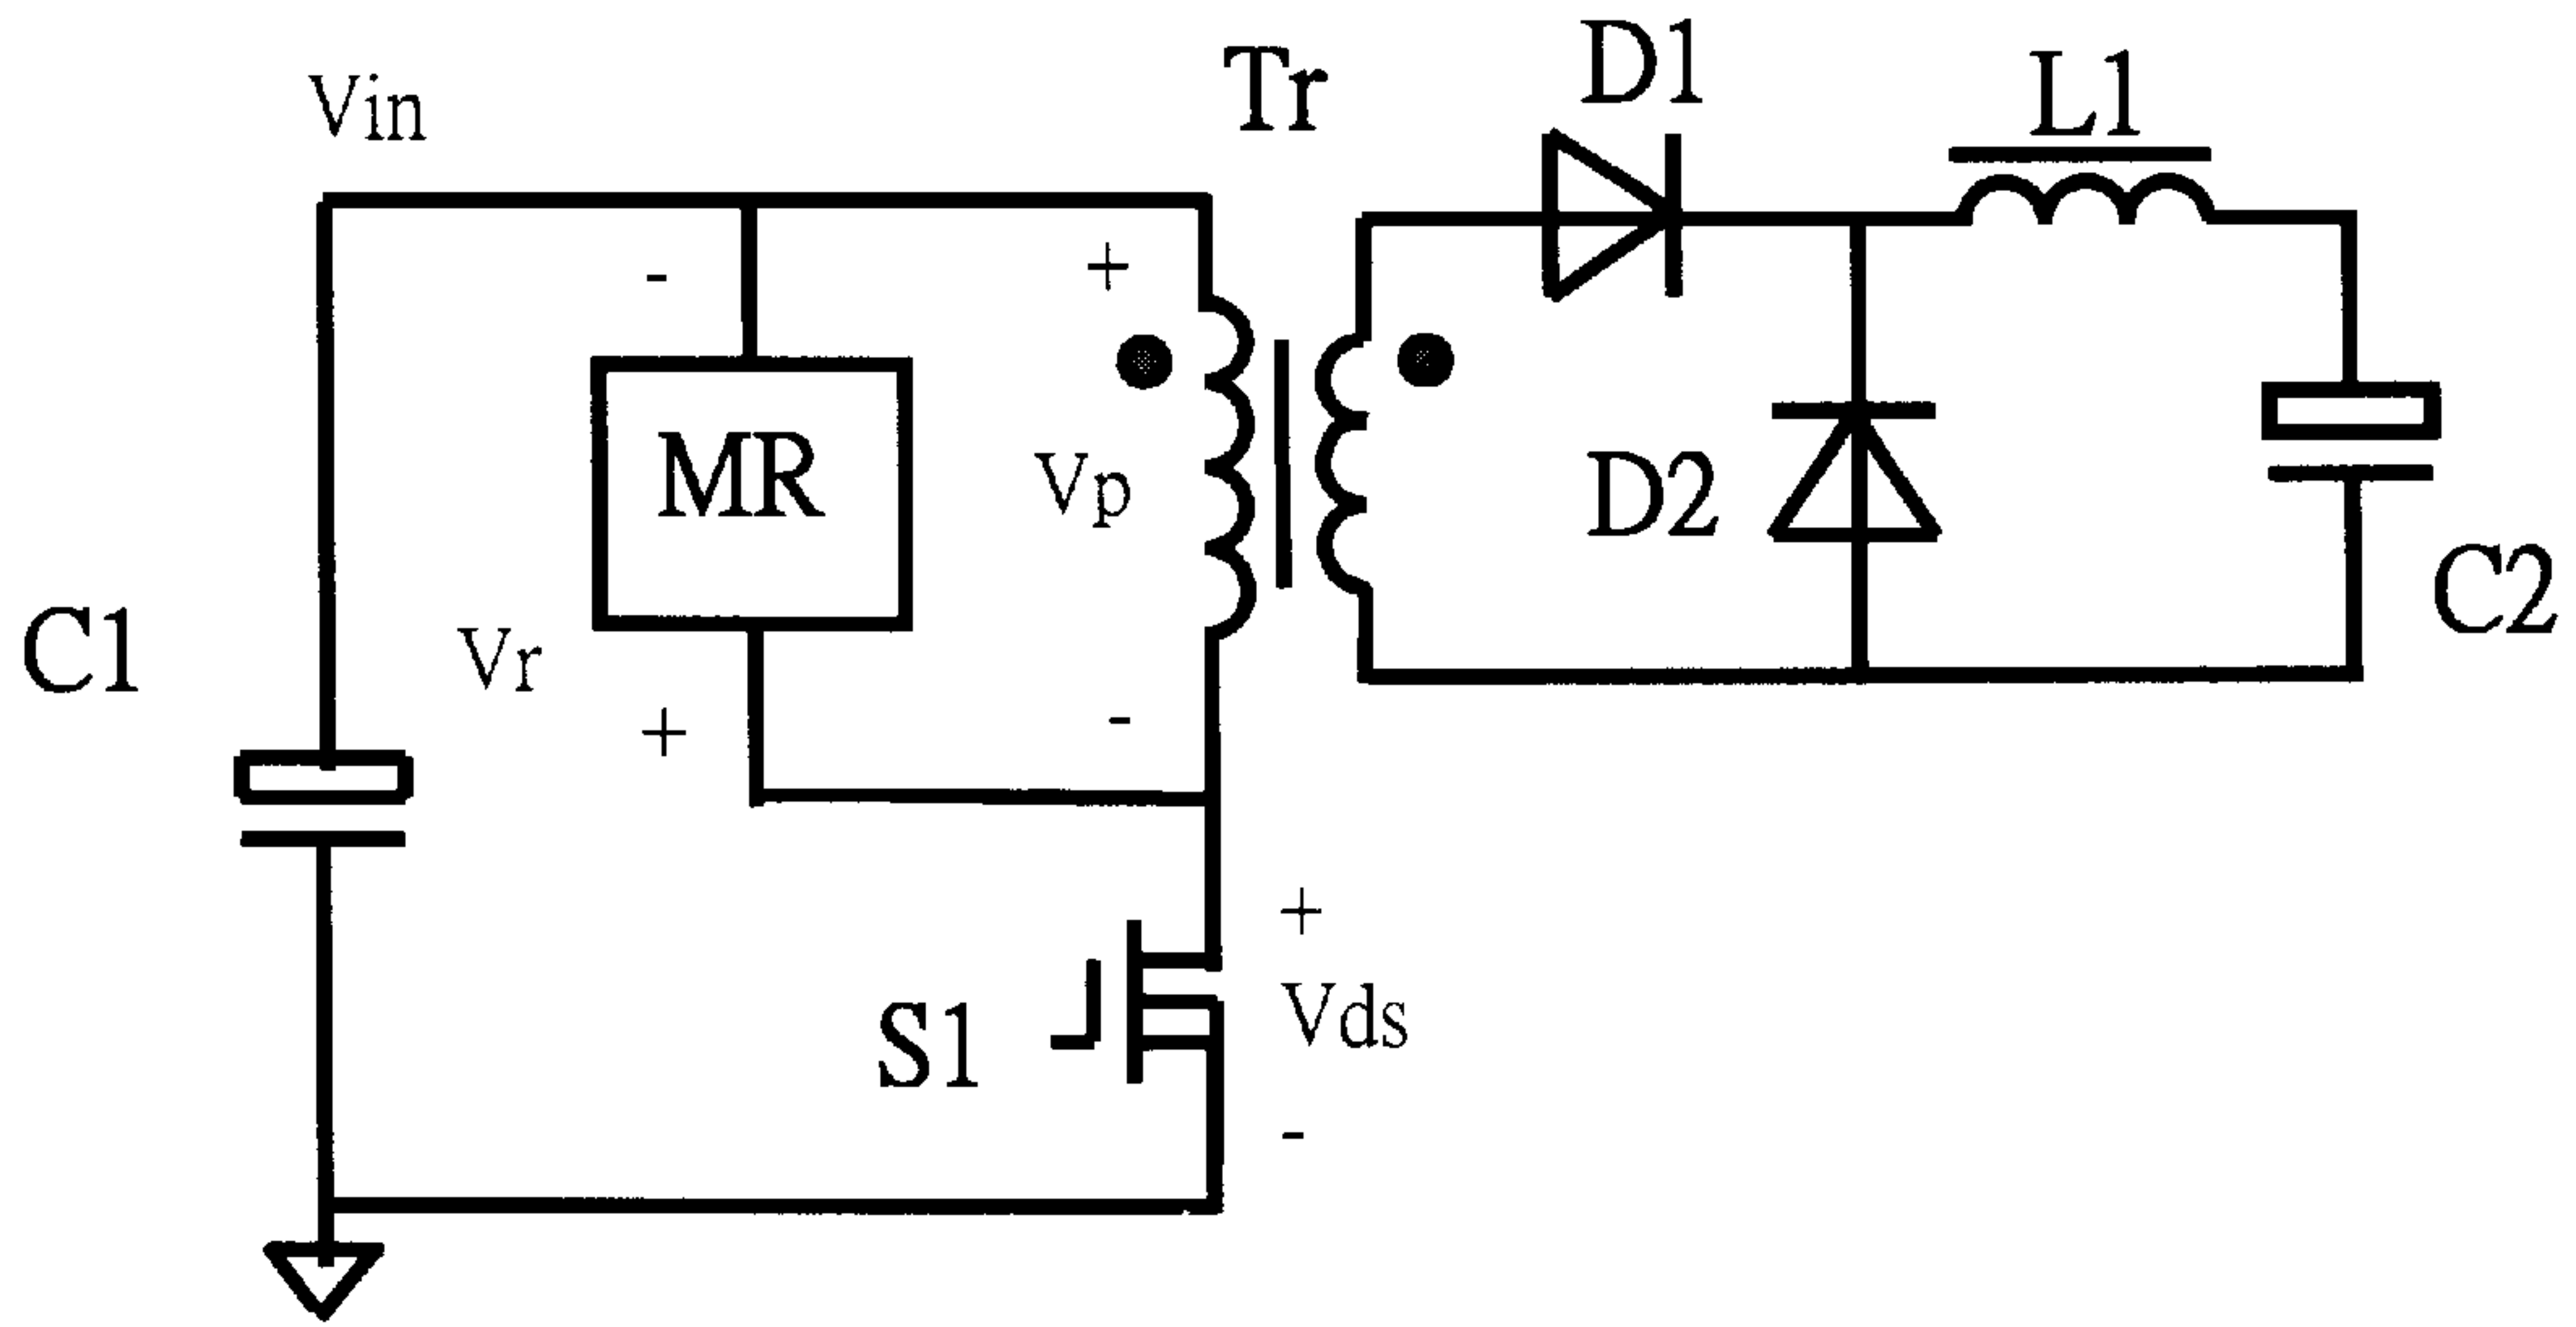 Vin
Tr
D1
L1
-
+
MR
Vp
D2
C2
C1
Vr
+
-
+
S1
Vds
-